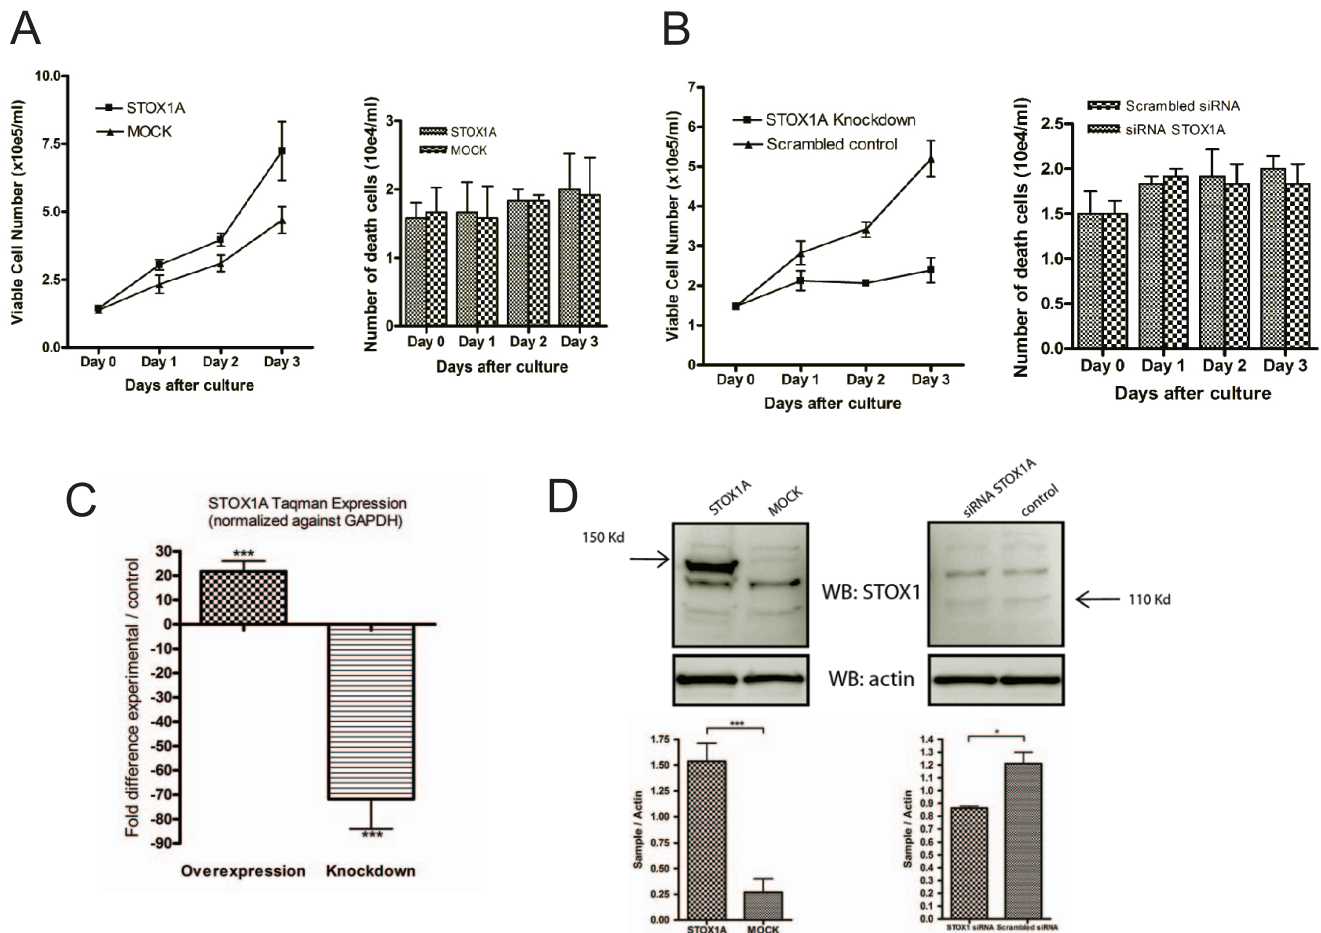 A
10.0
7.5
5.0
2.5
0.0
Viable Cell Number (x10e5/ml)
STOX1A
MOCK
Day 0 Day 1 Day 2 Day 3
Days after culture
3
2
1
0
Number of death cells (10e4/ml)
STOX1A
MOCK
Day 0 Day 1 Day 2 Day 3
Days after culture
B
7
6
5
4
3
2
1
0
Viable Cell Number (x10e5/ml)
STOX1A Knockdown
Scrambled control
Day 0 Day 1 Day 2 Day 3
Days after culture
Scrambled siRNA
siRNA STOX1A
2.5
2.0
1.5
1.0
0.5
0.0
Number of death cells (10e4/ml)
Day 0 Day 1 Day 2 Day 3
Days after culture
C
STOX1A Taqman Expression
(normalized against GAPDH)
Fold difference experimental / control
30
20
10
0
-10
-20
-30
-40
-50
-60
-70
-80
-90
***
***
Overexpression Knockdown
D
STOX1A MOCK
siRNA STOX1A control
150 Kd
WB: STOX1
110 Kd
WB: actin
***
1.75
1.50
1.25
1.00
0.75
0.50
0.25
0.00
Sample / Actin
STOX1A MOCK
*
1.4
1.3
1.2
1.1
1.0
0.9
0.8
0.7
0.6
0.5
0.4
0.3
0.2
0.1
0.0
Sample / Actin
STOX1 siRNA Scrambled siRNA